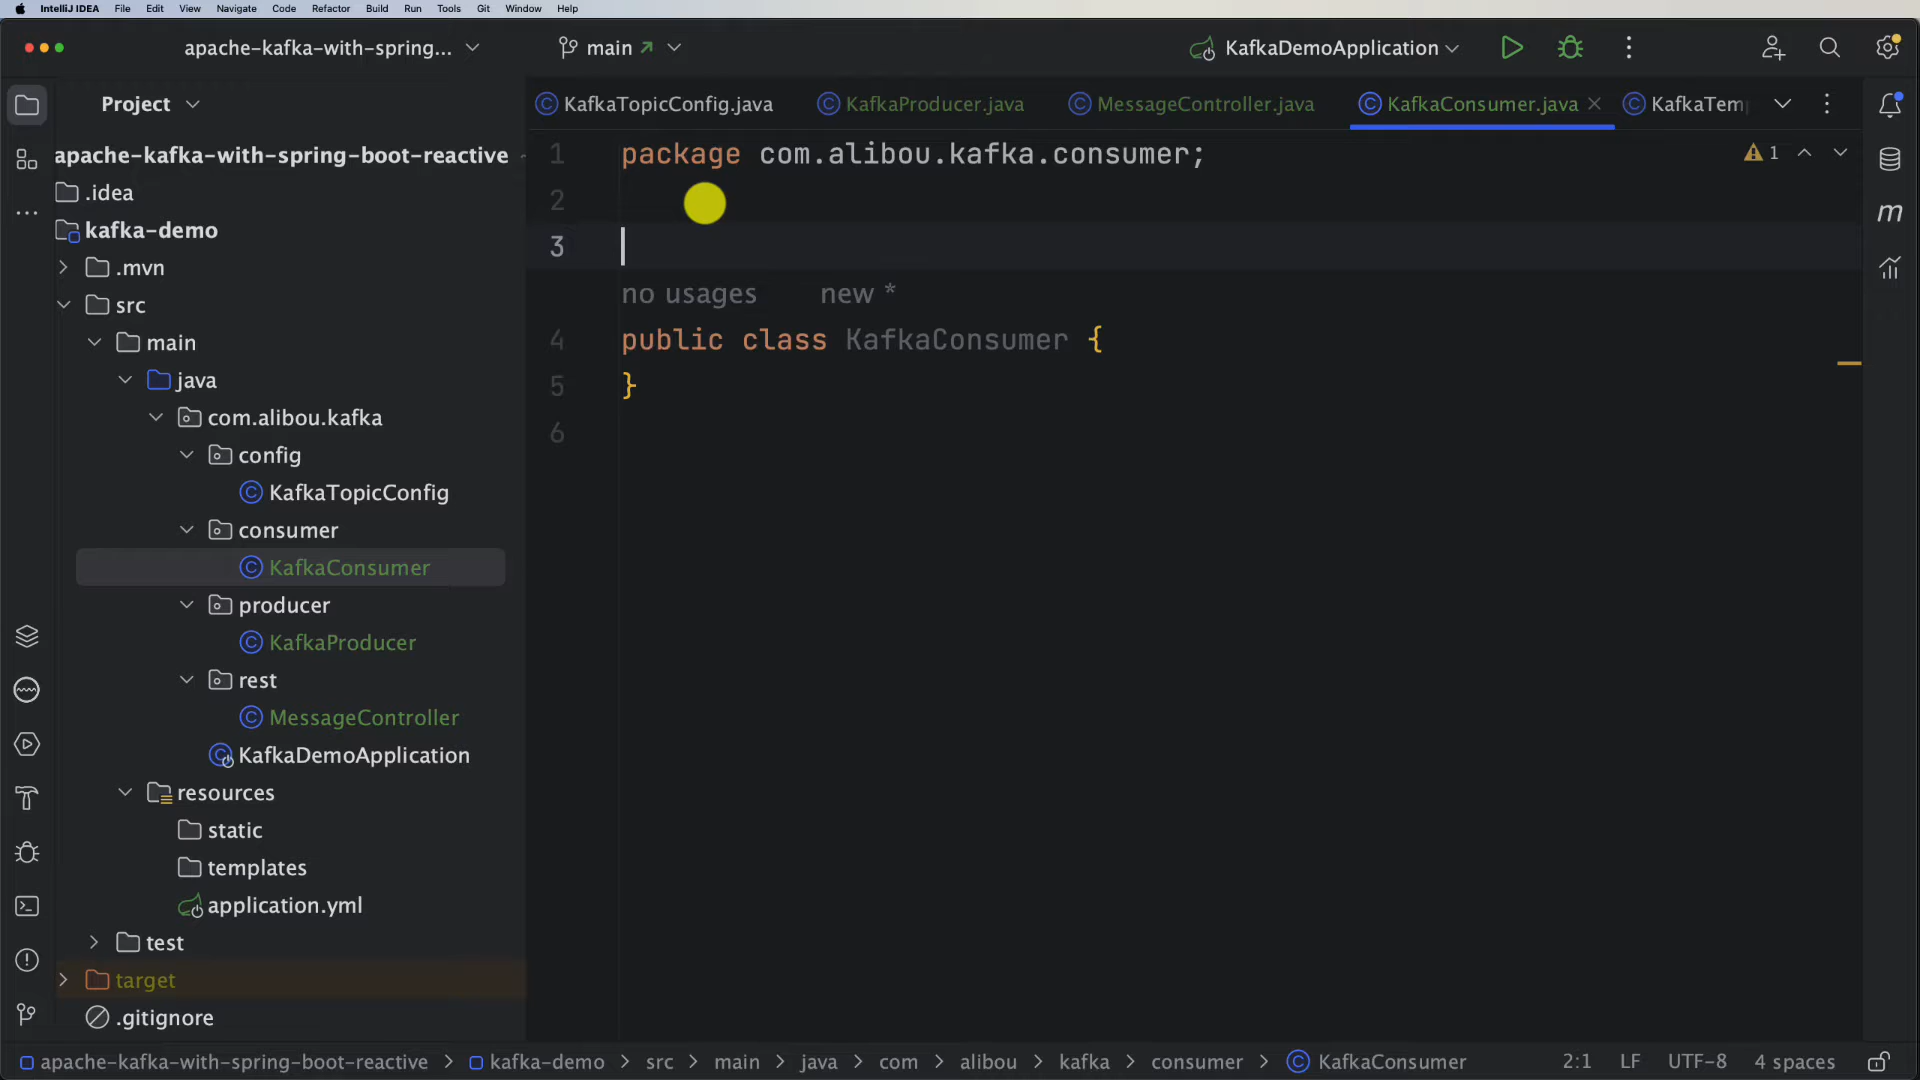 IntelliJ IDEA File Edit View Navigate Code Refactor Build Run Tools Git Window Help
apache-kafka-with-spring... main KafkaDemoApplication
Project
KafkaTopicConfig.java KafkaProducer.java MessageController.java KafkaConsumer.java KafkaTem
apache-kafka-with-spring-boot-reactive
.idea
kafka-demo
.mvn
src
main
java
com.alibou.kafka
config
KafkaTopicConfig
consumer
KafkaConsumer
producer
KafkaProducer
rest
MessageController
KafkaDemoApplication
resources
static
templates
application.yml
test
target
.gitignore
1 package com.alibou.kafka.consumer;
1
2
3
no usages new *
4 public class KafkaConsumer {
5 }
6
m
apache-kafka-with-spring-boot-reactive > kafka-demo > src > main > java > com > alibou > kafka > consumer > KafkaConsumer 2:1 LF UTF-8 4 spaces